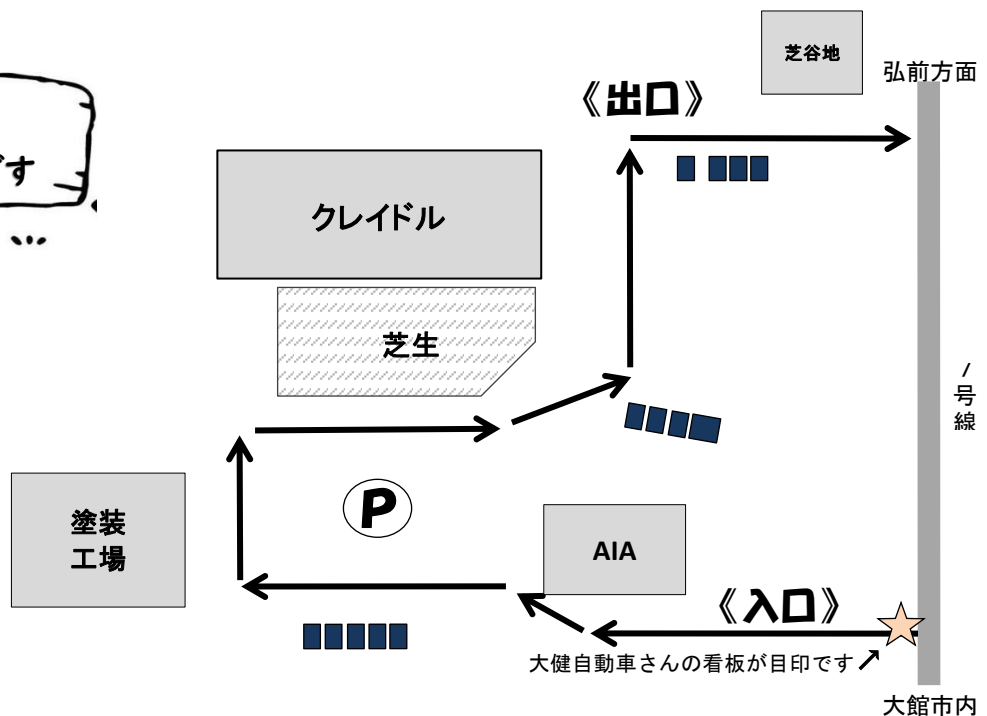 芝谷地
弘前方面
《出口》
す
クレイドル
芝生
1号線
P
塗装
工場
AIA
《入口》
大健自動車さんの看板が目印です↗
大館市内